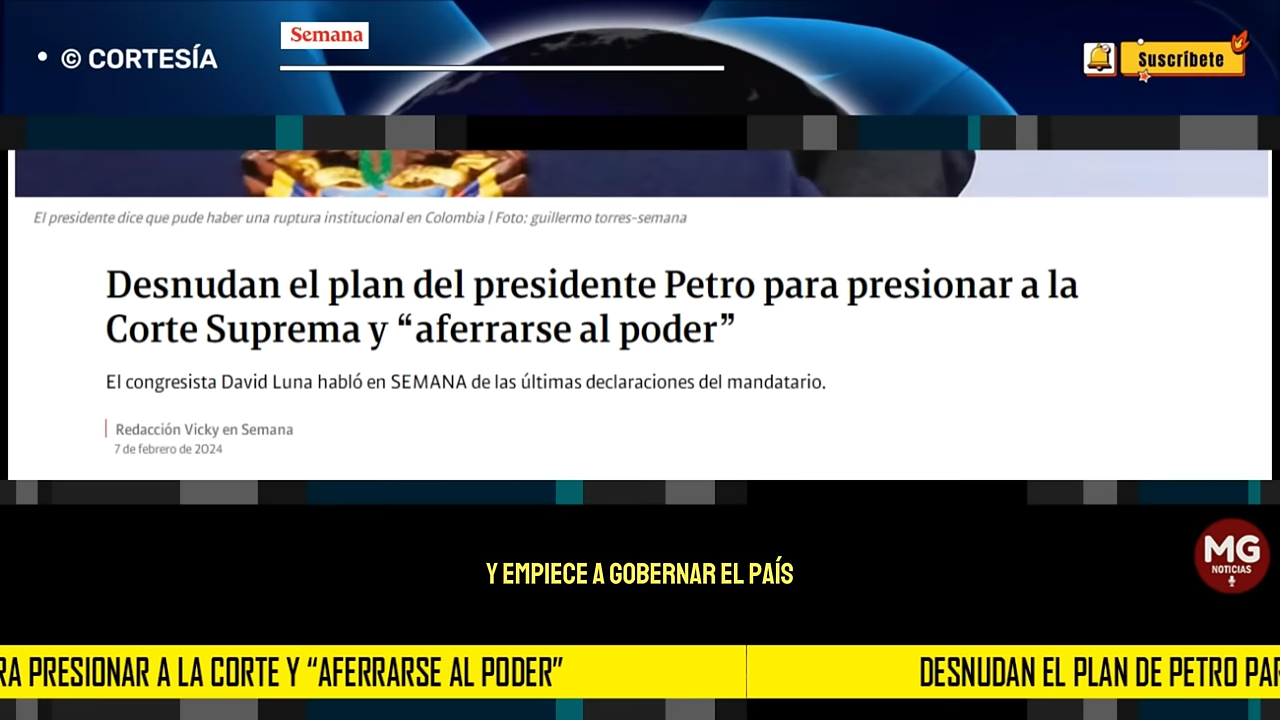 • © CORTESÍA
Semana
Suscríbete
El presidente dice que pude haber una ruptura institucional en Colombia | Foto: guillermo torres-semana
Desnudan el plan del presidente Petro para presionar a la
Corte Suprema y “aferrarse al poder”
El congresista David Luna habló en SEMANA de las últimas declaraciones del mandatario.
Redacción Vicky en Semana
7 de febrero de 2024
Y EMPIECE A GOBERNAR EL PAÍS
MG
NOTICIAS
RA PRESIONAR A LA CORTE Y “AFERRARSE AL PODER” DESNUDAN EL PLAN DE PETRO PAR